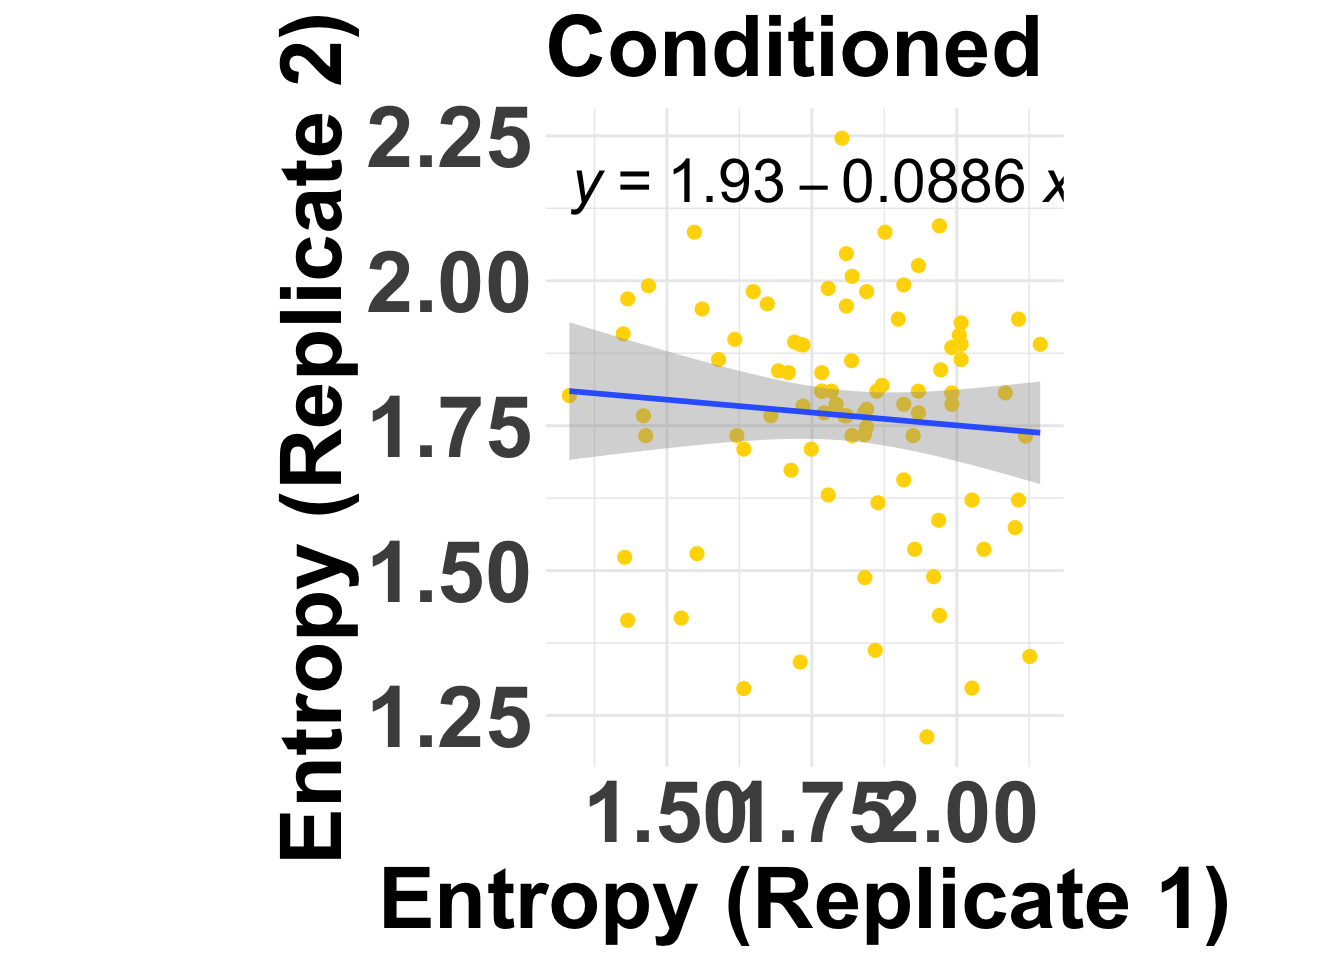 Conditioned
Entropy (Replicate 2)
2.25
2.00
1.75
1.50
1.25
y = 1.93 – 0.0886 x
1.50 1.75 2.00
Entropy (Replicate 1)